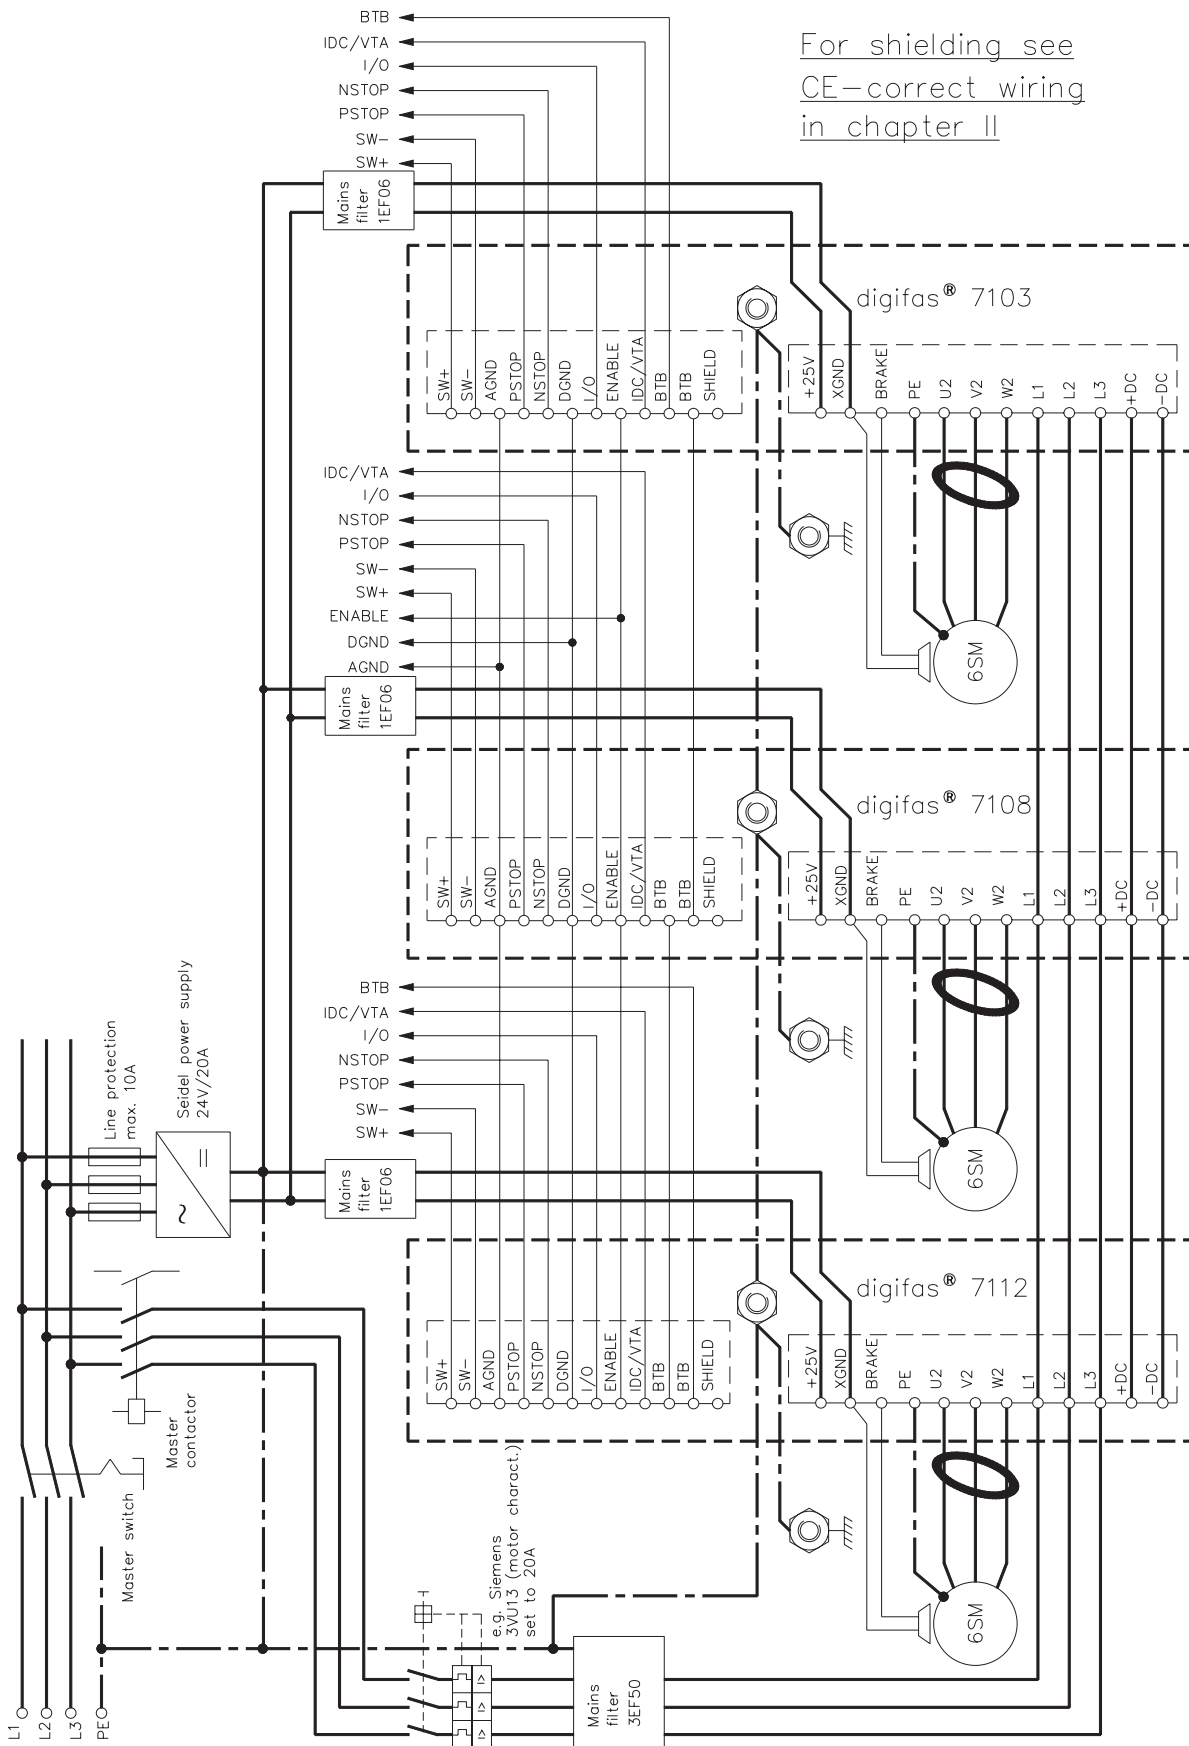 For shielding see
CE-correct wiring
in chapter II
BTB
IDC/VTA
I/O
NSTOP
PSTOP
SW-
SW+
Mains
filter
1EF06
digifas® 7103
SW+
SW-
AGND
PSTOP
NSTOP
DGND
I/O
ENABLE
IDC/VTA
BTB
BTB
SHIELD
+25V
XGND
BRAKE
PE
U2
V2
W2
L1
L2
L3
+DC
-DC
IDC/VTA
I/O
NSTOP
PSTOP
SW-
SW+
ENABLE
DGND
AGND
6SM
Mains
filter
1EF06
digifas® 7108
SW+
SW-
AGND
PSTOP
NSTOP
DGND
I/O
ENABLE
IDC/VTA
BTB
BTB
SHIELD
+25V
XGND
BRAKE
PE
U2
V2
W2
L1
L2
L3
+DC
-DC
BTB
IDC/VTA
I/O
NSTOP
PSTOP
SW-
SW+
6SM
Line protection
max. 10A
Seidel power supply
24V/20A
=
~
Mains
filter
1EF06
digifas® 7112
SW+
SW-
AGND
PSTOP
NSTOP
DGND
I/O
ENABLE
IDC/VTA
BTB
BTB
SHIELD
+25V
XGND
BRAKE
PE
U2
V2
W2
L1
L2
L3
+DC
-DC
6SM
Master
contactor
Master switch
e.g. Siemens
3VU13 (motor charact.)
set to 20A
I>
I>
I>
Mains
filter
3EF50
L1
L2
L3
PE